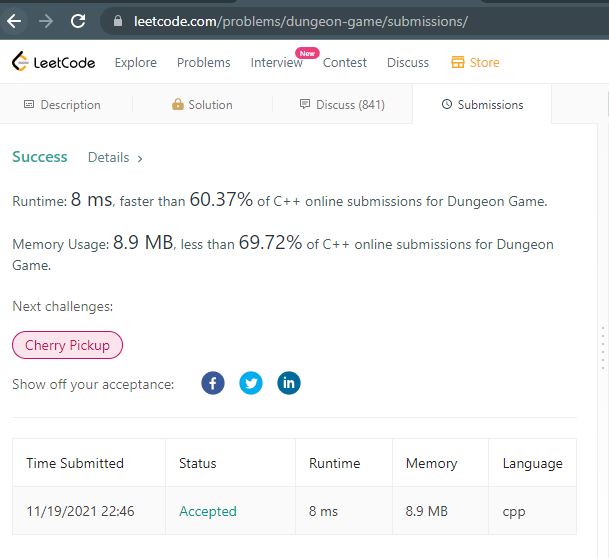 leetcode.com/problems/dungeon-game/submissions/
LeetCode Explore Problems Interview New Contest Discuss Store
Description Solution Discuss (841) Submissions
Success Details >
Runtime: 8 ms, faster than 60.37% of C++ online submissions for Dungeon Game.
Memory Usage: 8.9 MB, less than 69.72% of C++ online submissions for Dungeon
Game.
Next challenges:
Cherry Pickup
Show off your acceptance:
Time Submitted Status Runtime Memory Language
11/19/2021 22:46 Accepted 8 ms 8.9 MB cpp